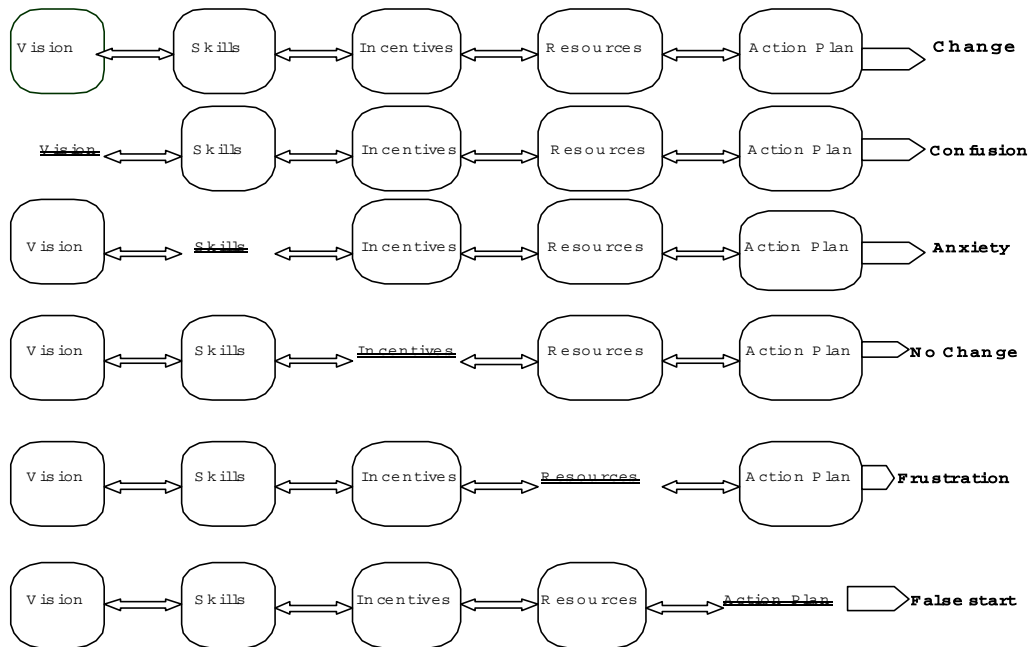 Vision Skills Incentives Resources Action Plan Change
Vision Skills Incentives Resources Action Plan Confusion
Vision Skills Incentives Resources Action Plan Anxiety
Vision Skills Incentives Resources Action Plan No Change
Vision Skills Incentives Resources Action Plan Frustration
Vision Skills Incentives Resources Action Plan False start